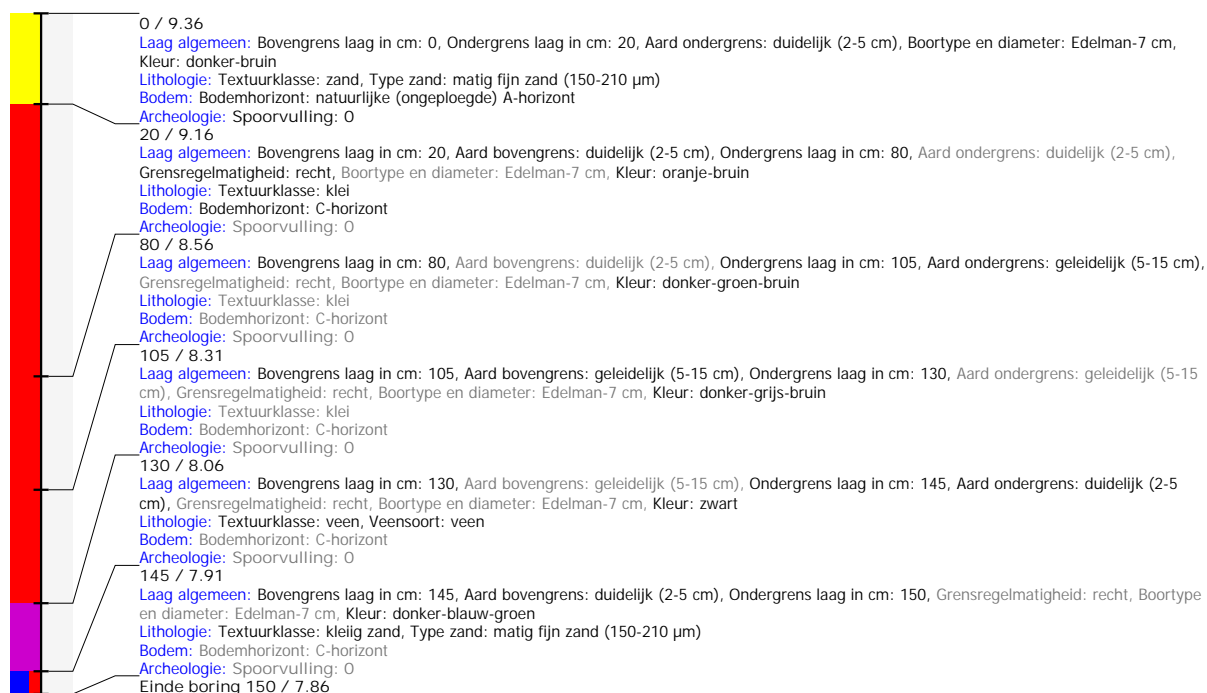 0 / 9.36
Laag algemeen: Bovengrens laag in cm: 0, Ondergrens laag in cm: 20, Aard ondergrens: duidelijk (2-5 cm), Boortype en diameter: Edelman-7 cm,
Kleur: donker-bruin
Lithologie: Textuurklasse: zand, Type zand: matig fijn zand (150-210 µm)
Bodem: Bodemhorizont: natuurlijke (ongeploegde) A-horizont
Archeologie: Spoorvulling: 0
20 / 9.16
Laag algemeen: Bovengrens laag in cm: 20, Aard bovengrens: duidelijk (2-5 cm), Ondergrens laag in cm: 80, Aard ondergrens: duidelijk (2-5 cm),
Grensregelmatigheid: recht, Boortype en diameter: Edelman-7 cm, Kleur: oranje-bruin
Lithologie: Textuurklasse: klei
Bodem: Bodemhorizont: C-horizont
Archeologie: Spoorvulling: 0
80 / 8.56
Laag algemeen: Bovengrens laag in cm: 80, Aard bovengrens: duidelijk (2-5 cm), Ondergrens laag in cm: 105, Aard ondergrens: geleidelijk (5-15 cm),
Grensregelmatigheid: recht, Boortype en diameter: Edelman-7 cm, Kleur: donker-groen-bruin
Lithologie: Textuurklasse: klei
Bodem: Bodemhorizont: C-horizont
Archeologie: Spoorvulling: 0
105 / 8.31
Laag algemeen: Bovengrens laag in cm: 105, Aard bovengrens: geleidelijk (5-15 cm), Ondergrens laag in cm: 130, Aard ondergrens: geleidelijk (5-15
cm), Grensregelmatigheid: recht, Boortype en diameter: Edelman-7 cm, Kleur: donker-grijs-bruin
Lithologie: Textuurklasse: klei
Bodem: Bodemhorizont: C-horizont
Archeologie: Spoorvulling: 0
130 / 8.06
Laag algemeen: Bovengrens laag in cm: 130, Aard bovengrens: geleidelijk (5-15 cm), Ondergrens laag in cm: 145, Aard ondergrens: duidelijk (2-5
cm), Grensregelmatigheid: recht, Boortype en diameter: Edelman-7 cm, Kleur: zwart
Lithologie: Textuurklasse: veen, Veensoort: veen
Bodem: Bodemhorizont: C-horizont
Archeologie: Spoorvulling: 0
145 / 7.91
Laag algemeen: Bovengrens laag in cm: 145, Aard bovengrens: duidelijk (2-5 cm), Ondergrens laag in cm: 150, Grensregelmatigheid: recht, Boortype
en diameter: Edelman-7 cm, Kleur: donker-blauw-groen
Lithologie: Textuurklasse: kleiig zand, Type zand: matig fijn zand (150-210 µm)
Bodem: Bodemhorizont: C-horizont
Archeologie: Spoorvulling: 0
Einde boring 150 / 7.86